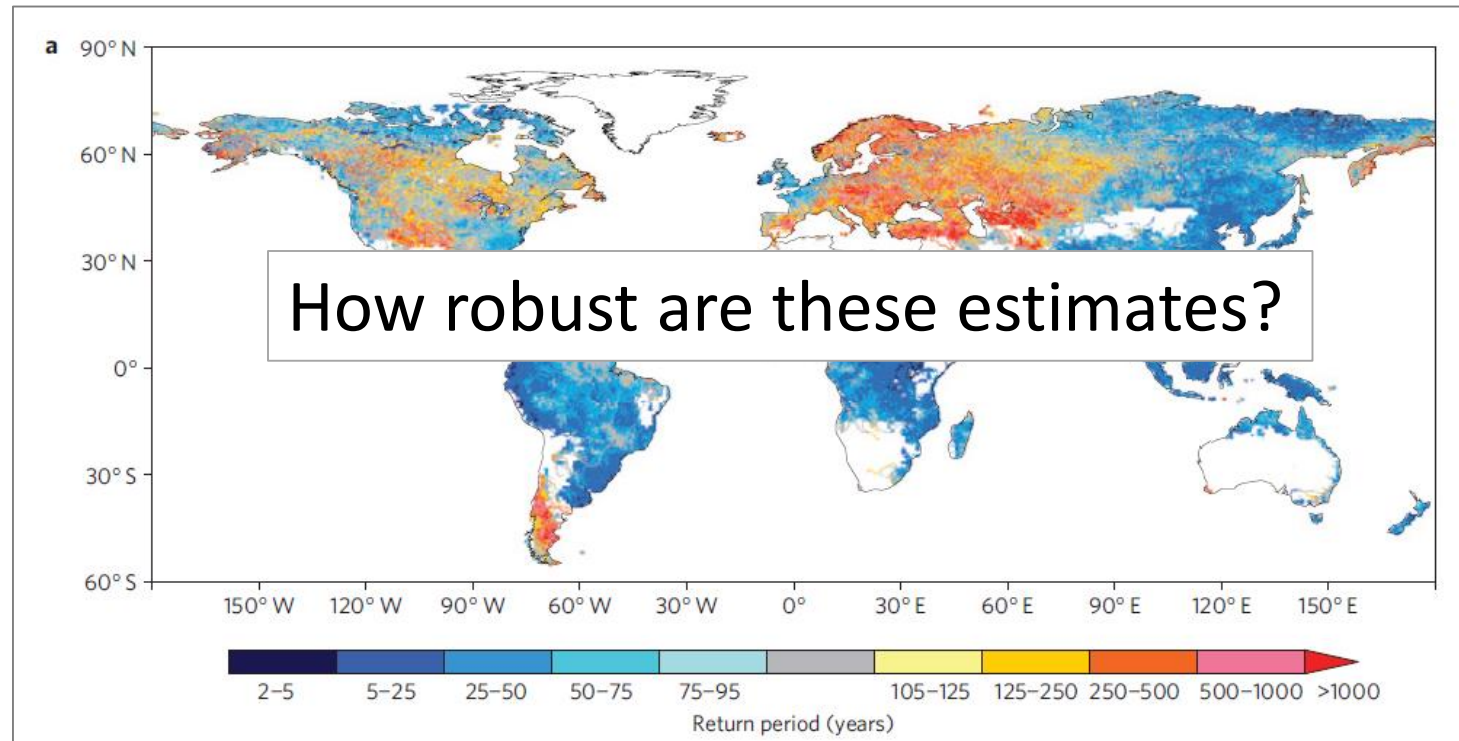 a
90° N
60° N
30° N
How robust are these estimates?
0°
30° S
60° S
150° W 120° W 90° W 60° W 30° W 0° 30° E 60° E 90° E 120° E 150° E
2–5 5–25 25–50 50–75 75–95 105–125 125–250 250–500 500–1000 >1000
Return period (years)